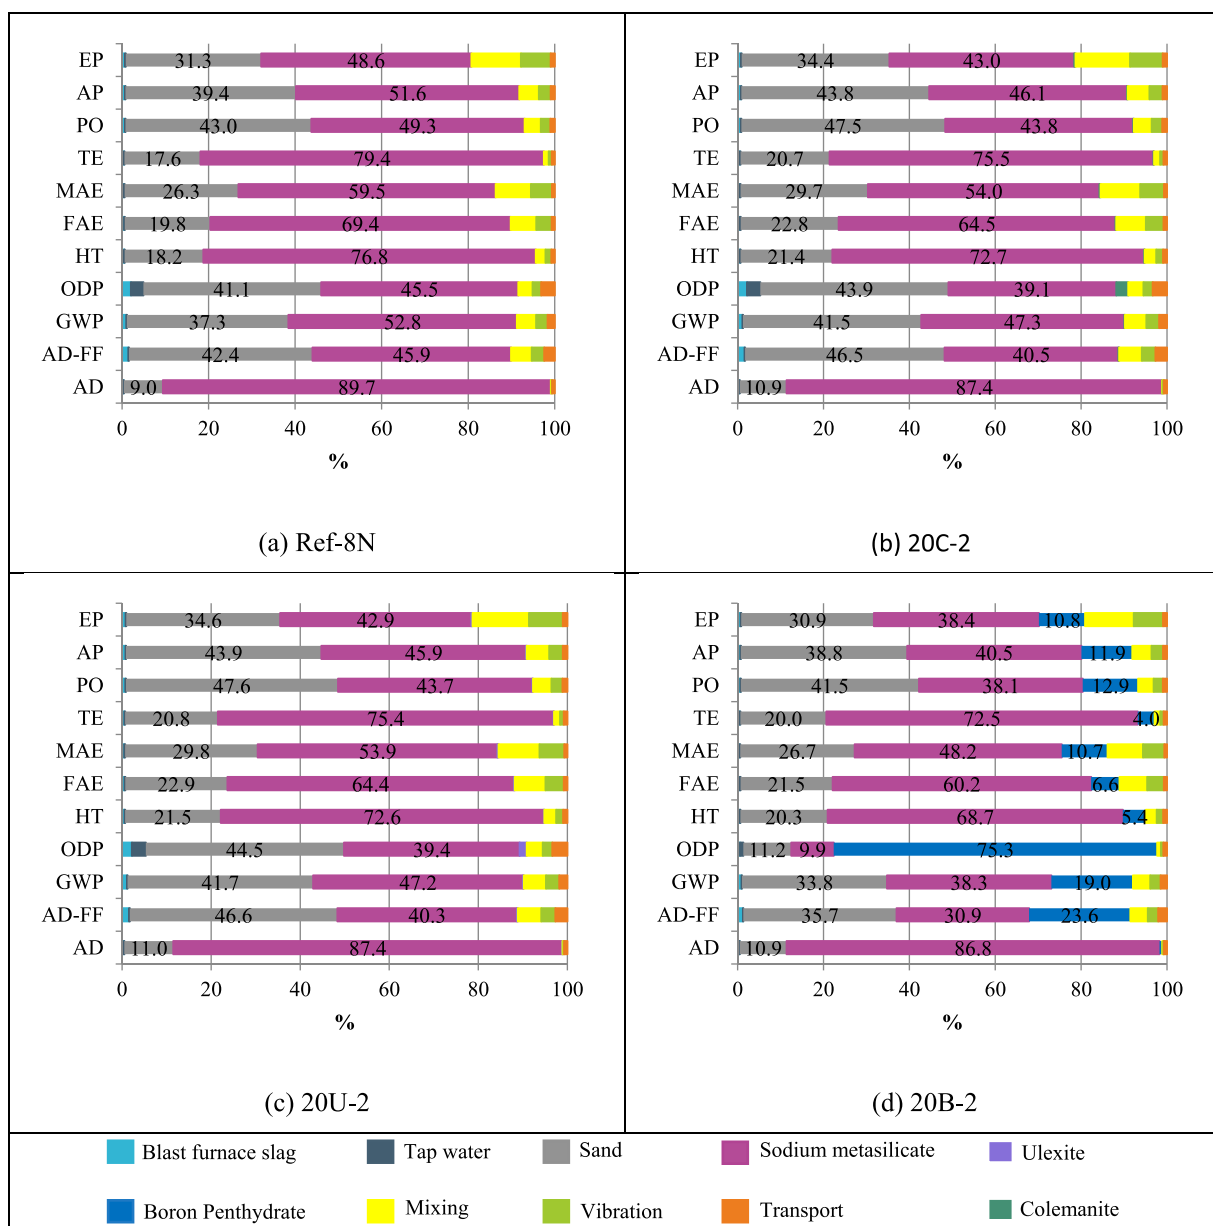 EP 31.3 48.6
AP 39.4 51.6
PO 43.0 49.3
TE 17.6 79.4
MAE 26.3 59.5
FAE 19.8 69.4
HT 18.2 76.8
ODP 41.1 45.5
GWP 37.3 52.8
AD-FF 42.4 45.9
AD 9.0 89.7
0 20 40 60 80 100
%
(a) Ref-8N
EP 34.4 43.0
AP 43.8 46.1
PO 47.5 43.8
TE 20.7 75.5
MAE 29.7 54.0
FAE 22.8 64.5
HT 21.4 72.7
ODP 43.9 39.1
GWP 41.5 47.3
AD-FF 46.5 40.5
AD 10.9 87.4
0 20 40 60 80 100
%
(b) 20C-2
EP 34.6 42.9
AP 43.9 45.9
PO 47.6 43.7
TE 20.8 75.4
MAE 29.8 53.9
FAE 22.9 64.4
HT 21.5 72.6
ODP 44.5 39.4
GWP 41.7 47.2
AD-FF 46.6 40.3
AD 11.0 87.4
0 20 40 60 80 100
%
(c) 20U-2
EP 30.9 38.4 10.8
AP 38.8 40.5 11.9
PO 41.5 38.1 12.9
TE 20.0 72.5 4.0
MAE 26.7 48.2 10.7
FAE 21.5 60.2 6.6
HT 20.3 68.7 5.4
ODP 11.2 9.9 75.3
GWP 33.8 38.3 19.0
AD-FF 35.7 30.9 23.6
AD 10.9 86.8
0 20 40 60 80 100
%
(d) 20B-2
Blast furnace slag Tap water Sand Sodium metasilicate Ulexite
Boron Penthydrate Mixing Vibration Transport Colemanite